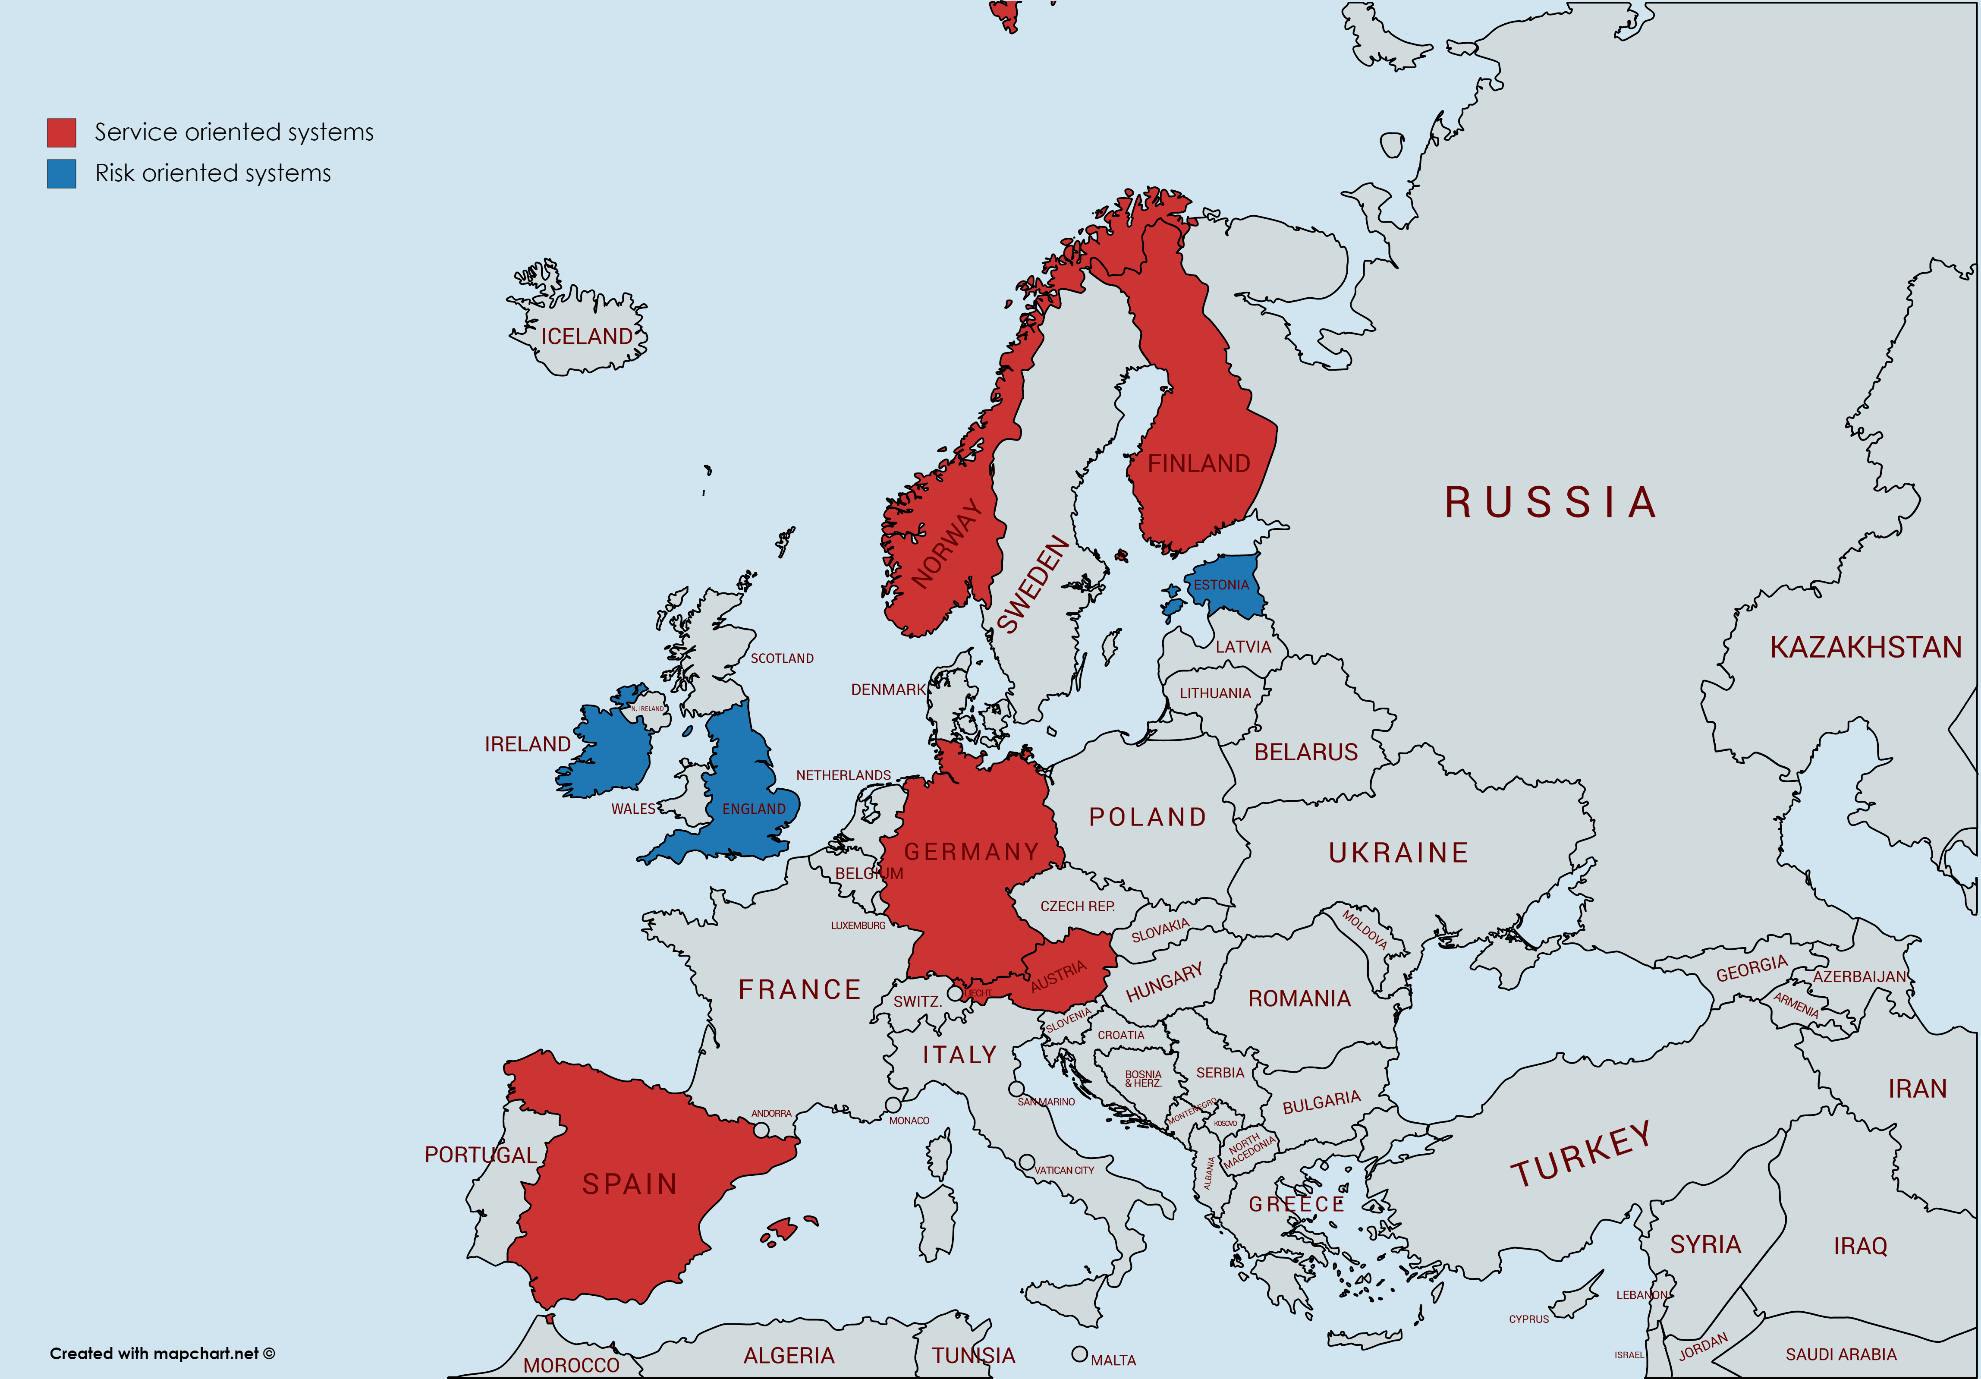 Service oriented systems
Risk oriented systems
ICELAND
FINLAND
RUSSIA
NORWAY
SWEDEN
ESTONIA
KAZAKHSTAN
LATVIA
SCOTLAND
DENMARK
LITHUANIA
N. IRELAND
IRELAND
BELARUS
NETHERLANDS
WALES
ENGLAND
POLAND
GERMANY
UKRAINE
BELGIUM
CZECH REP.
LUXEMBURG
SLOVAKIA
MOLDOVA
FRANCE
SWITZ.
LIECHT.
AUSTRIA
HUNGARY
ROMANIA
GEORGIA
AZERBAIJAN
ARMENIA
SLOVENIA
CROATIA
ITALY
BOSNIA
& HERZ.
SERBIA
IRAN
SAN MARINO
MONTENEGRO
BULGARIA
ANDORRA
MONACO
KOSOVO
PORTUGAL
SPAIN
VATICAN CITY
ALBANIA
NORTH
MACEDONIA
TURKEY
GREECE
SYRIA
IRAQ
LEBANON
CYPRUS
Created with mapchart.net ©
MOROCCO
ALGERIA
TUNISIA
MALTA
ISRAEL
JORDAN
SAUDI ARABIA